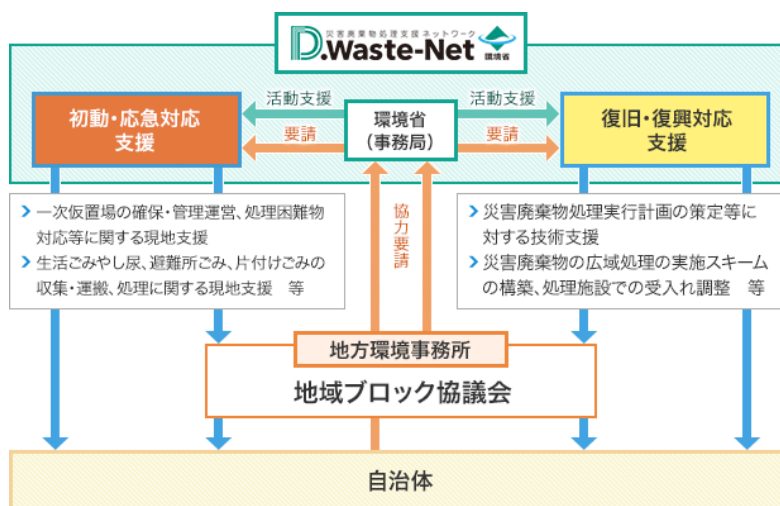 災害廃棄物処理支援ネットワーク
D.Waste-Net
環境省
初動・応急対応
支援
活動支援
要請
環境省
(事務局)
活動支援
要請
復旧・復興対応
支援
一次仮置場の確保・管理運営、処理困難物
対応等に関する現地支援
生活ごみやし尿、避難所ごみ、片付けごみの
収集・運搬、処理に関する現地支援 等
協力要請
災害廃棄物処理実行計画の策定等に
対する技術支援
災害廃棄物の広域処理の実施スキーム
の構築、処理施設での受入れ調整 等
地方環境事務所
地域ブロック協議会
自治体